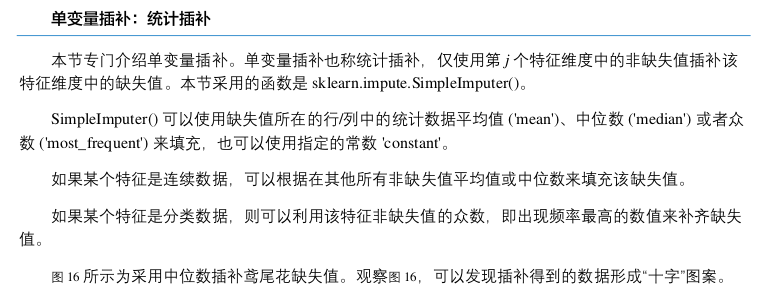 单变量插补：统计插补
本节专门介绍单变量插补。单变量插补也称统计插补，仅使用第 j 个特征维度中的非缺失值插补该
特征维度中的缺失值。本节采用的函数是 sklearn.impute.SimpleImputer()。
SimpleImputer() 可以使用缺失值所在的行/列中的统计数据平均值 ('mean')、中位数 ('median') 或者众
数 ('most_frequent') 来填充，也可以使用指定的常数 'constant'。
如果某个特征是连续数据，可以根据在其他所有非缺失值平均值或中位数来填充该缺失值。
如果某个特征是分类数据，则可以利用该特征非缺失值的众数，即出现频率最高的数值来补齐缺失
值。
图 16 所示为采用中位数插补鸢尾花缺失值。观察图 16，可以发现插补得到的数据形成“十字”图案。